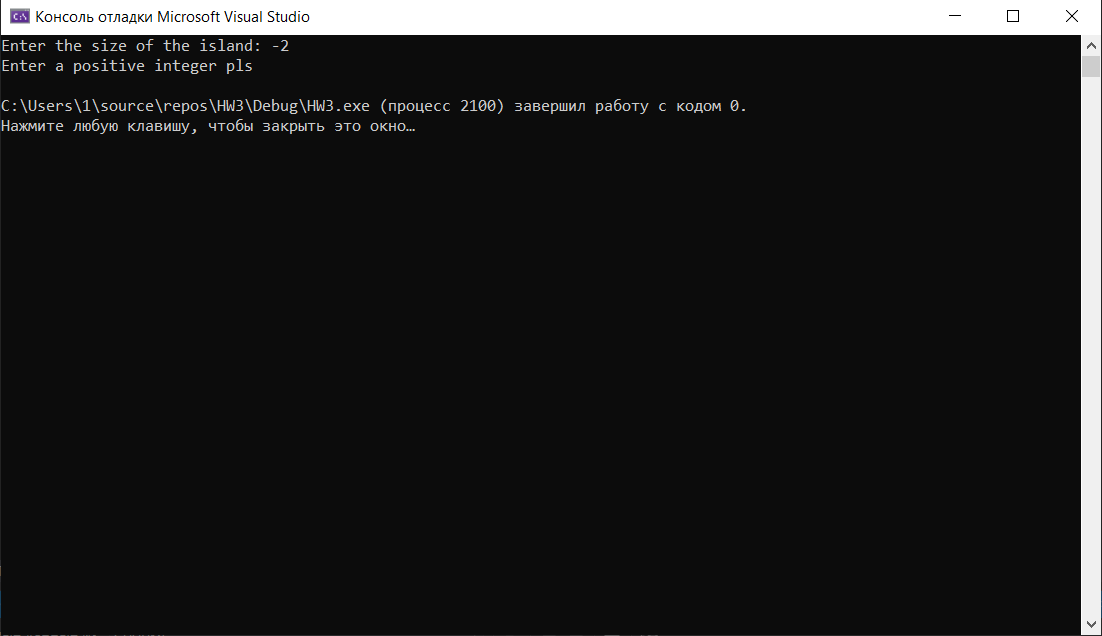 Консоль отладки Microsoft Visual Studio
Enter the size of the island: -2
Enter a positive integer pls
C:\Users\1\source\repos\HW3\Debug\HW3.exe (процесс 2100) завершил работу с кодом 0.
Нажмите любую клавишу, чтобы закрыть это окно…